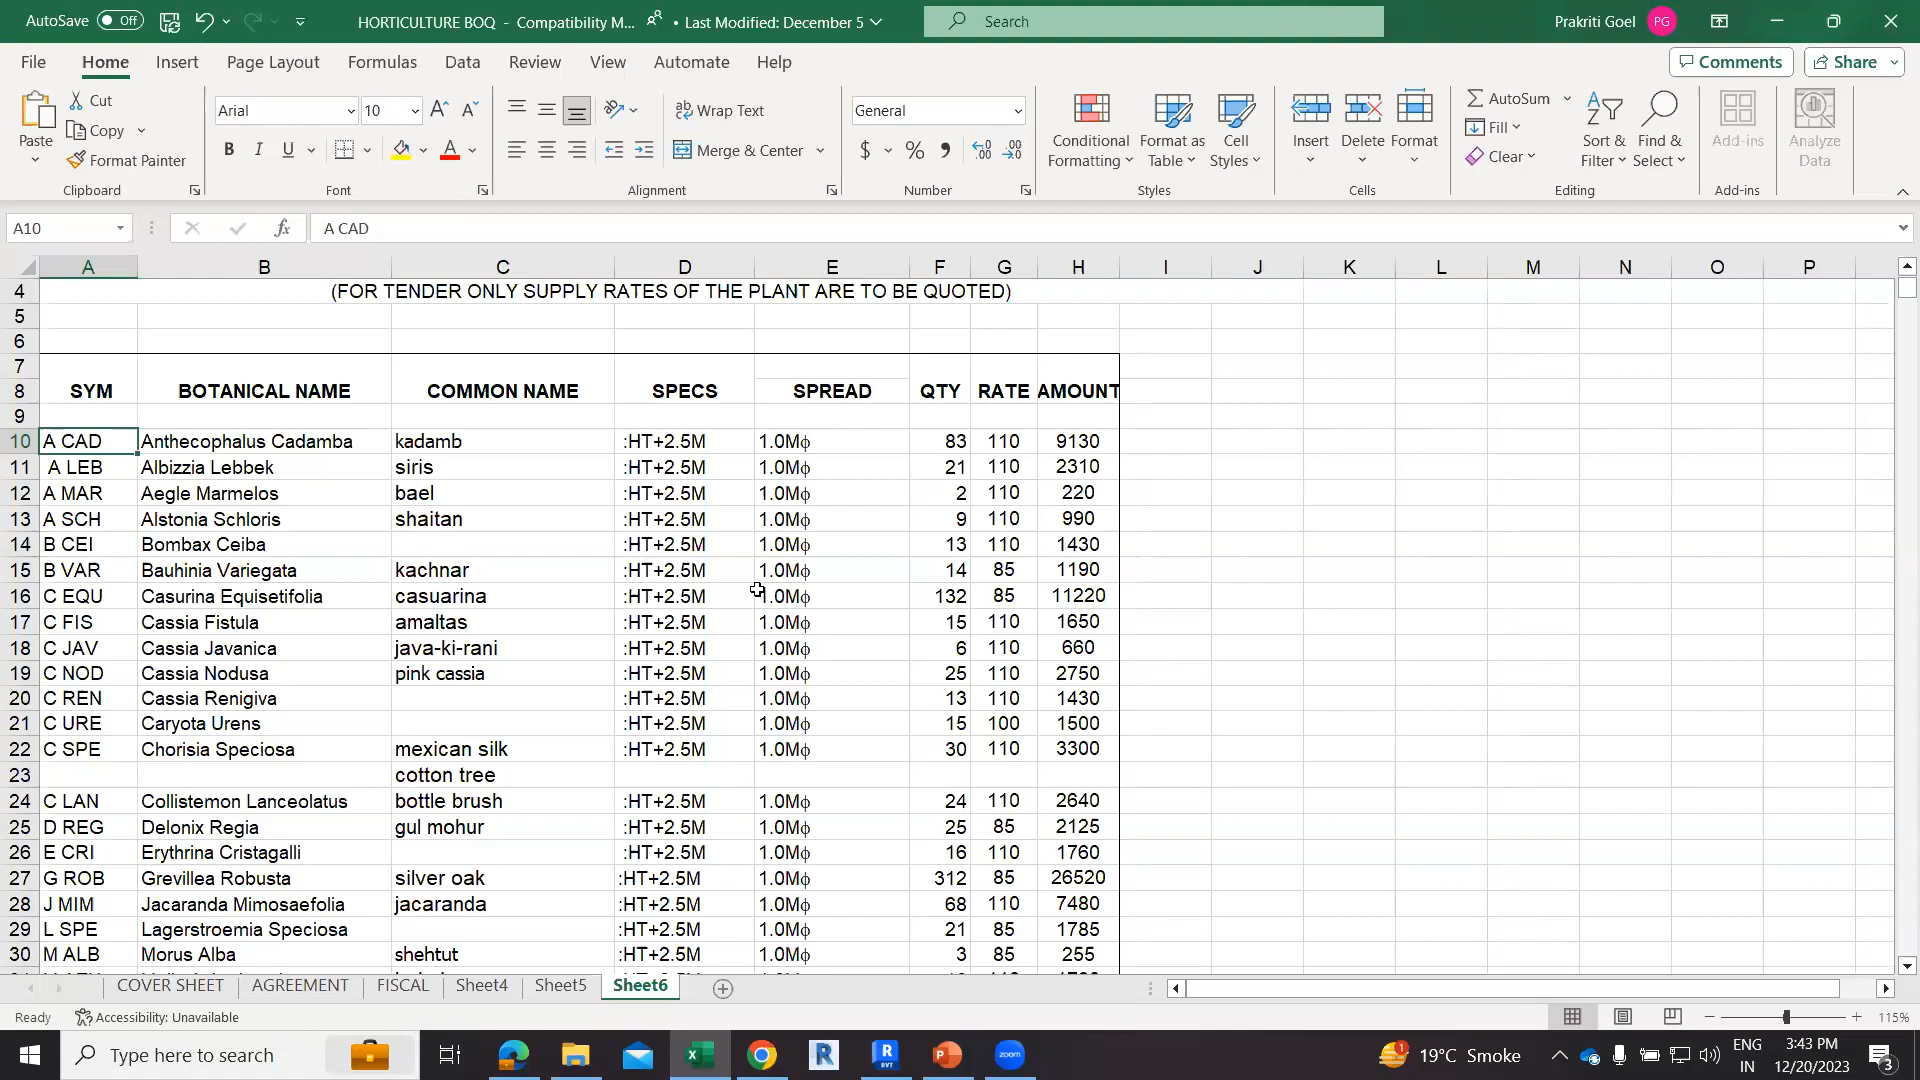 AutoSave Off HORTICULTURE BOQ - Compatibility M... • Last Modified: December 5 Search Prakriti Goel PG
File Home Insert Page Layout Formulas Data Review View Automate Help Comments Share
Paste Cut Copy Format Painter Clipboard
Arial 10 B I U A Font
Wrap Text Merge & Center Alignment
General $ % Number
Conditional Formatting Format as Table Cell Styles Styles
Insert Delete Format Cells
AutoSum Fill Clear Sort & Filter Find & Select Editing
Add-ins Add-ins
Analyze Data
A10 fx A CAD
A B C D E F G H I J K L M N O P
4 (FOR TENDER ONLY SUPPLY RATES OF THE PLANT ARE TO BE QUOTED)
5
6
7
8 SYM BOTANICAL NAME COMMON NAME SPECS SPREAD QTY RATE AMOUNT
9
10 A CAD Anthecophalus Cadamba kadamb :HT+2.5M 1.0Mϕ 83 110 9130
11 A LEB Albizzia Lebbek siris :HT+2.5M 1.0Mϕ 21 110 2310
12 A MAR Aegle Marmelos bael :HT+2.5M 1.0Mϕ 2 110 220
13 A SCH Alstonia Schloris shaitan :HT+2.5M 1.0Mϕ 9 110 990
14 B CEI Bombax Ceiba :HT+2.5M 1.0Mϕ 13 110 1430
15 B VAR Bauhinia Variegata kachnar :HT+2.5M 1.0Mϕ 14 85 1190
16 C EQU Casurina Equisetifolia casuarina :HT+2.5M 1.0Mϕ 132 85 11220
17 C FIS Cassia Fistula amaltas :HT+2.5M 1.0Mϕ 15 110 1650
18 C JAV Cassia Javanica java-ki-rani :HT+2.5M 1.0Mϕ 6 110 660
19 C NOD Cassia Nodusa pink cassia :HT+2.5M 1.0Mϕ 25 110 2750
20 C REN Cassia Renigiva :HT+2.5M 1.0Mϕ 13 110 1430
21 C URE Caryota Urens :HT+2.5M 1.0Mϕ 15 100 1500
22 C SPE Chorisia Speciosa mexican silk :HT+2.5M 1.0Mϕ 30 110 3300
23 cotton tree
24 C LAN Collistemon Lanceolatus bottle brush :HT+2.5M 1.0Mϕ 24 110 2640
25 D REG Delonix Regia gul mohur :HT+2.5M 1.0Mϕ 25 85 2125
26 E CRI Erythrina Cristagalli :HT+2.5M 1.0Mϕ 16 110 1760
27 G ROB Grevillea Robusta silver oak :HT+2.5M 1.0Mϕ 312 85 26520
28 J MIM Jacaranda Mimosaefolia jacaranda :HT+2.5M 1.0Mϕ 68 110 7480
29 L SPE Lagerstroemia Speciosa :HT+2.5M 1.0Mϕ 21 85 1785
30 M ALB Morus Alba shehtut :HT+2.5M 1.0Mϕ 3 85 255
COVER SHEET AGREEMENT FISCAL Sheet4 Sheet5 Sheet6
Ready Accessibility: Unavailable 115%
Type here to search zoom 19°C Smoke ENG IN 3:43 PM 12/20/2023 3